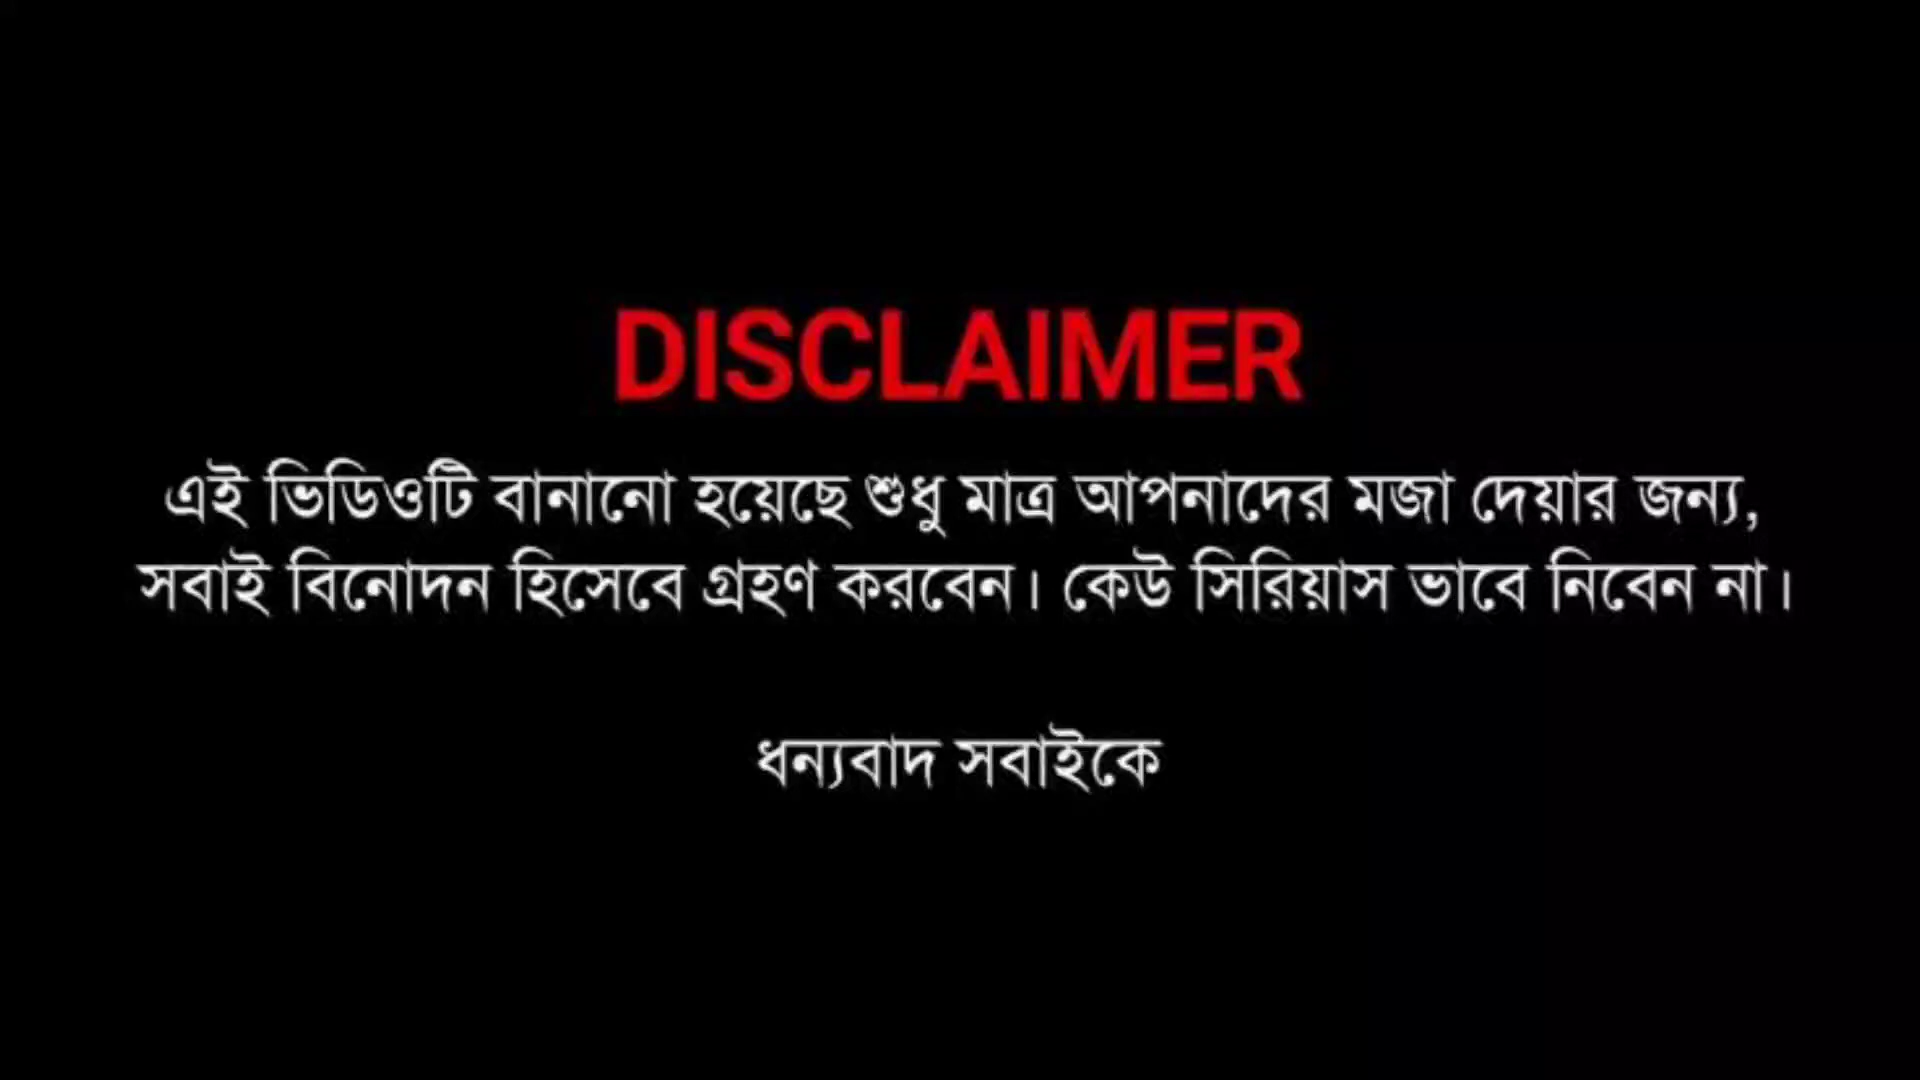 DISCLAIMER
এই ভিডিওটি বানানো হয়েছে শুধু মাত্র আপনাদের মজা দেয়ার জন্য,
সবাই বিনোদন হিসেবে গ্রহণ করবেন। কেউ সিরিয়াস ভাবে নিবেন না।
ধন্যবাদ সবাইকে